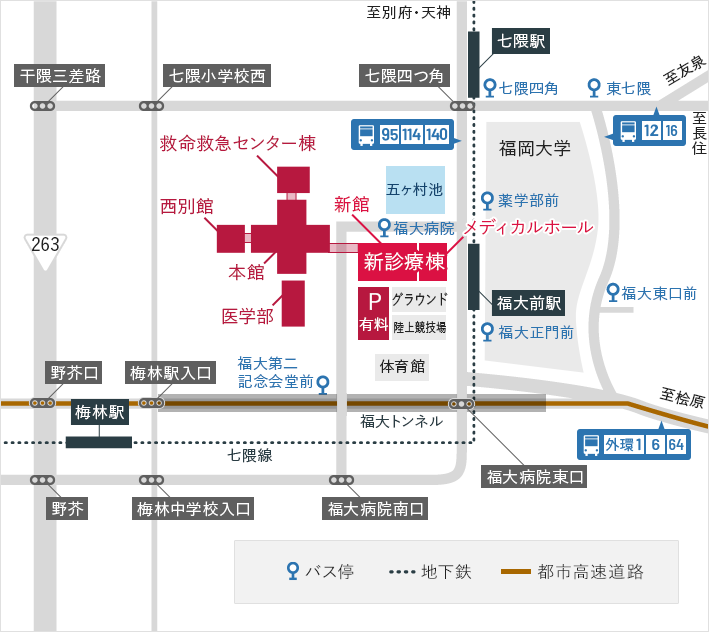 至別府・天神
七隈駅
至友泉
干隈三差路
七隈小学校西
七隈四つ角
七隈四角
東七隈
至長住
95 114 140
12 16
救命救急センター棟
福岡大学
五ヶ村池
西別館
新館
薬学部前
福大病院
メディカルホール
263
本館
新診療棟
医学部
P
有料
グラウンド
陸上競技場
福大前駅
福大東口前
福大正門前
体育館
野芥口
梅林駅入口
福大第二
記念会堂前
至桧原
梅林駅
福大トンネル
外環1 6 64
七隈線
福大病院東口
野芥
梅林中学校入口
福大病院南口
バス停
地下鉄
都市高速道路